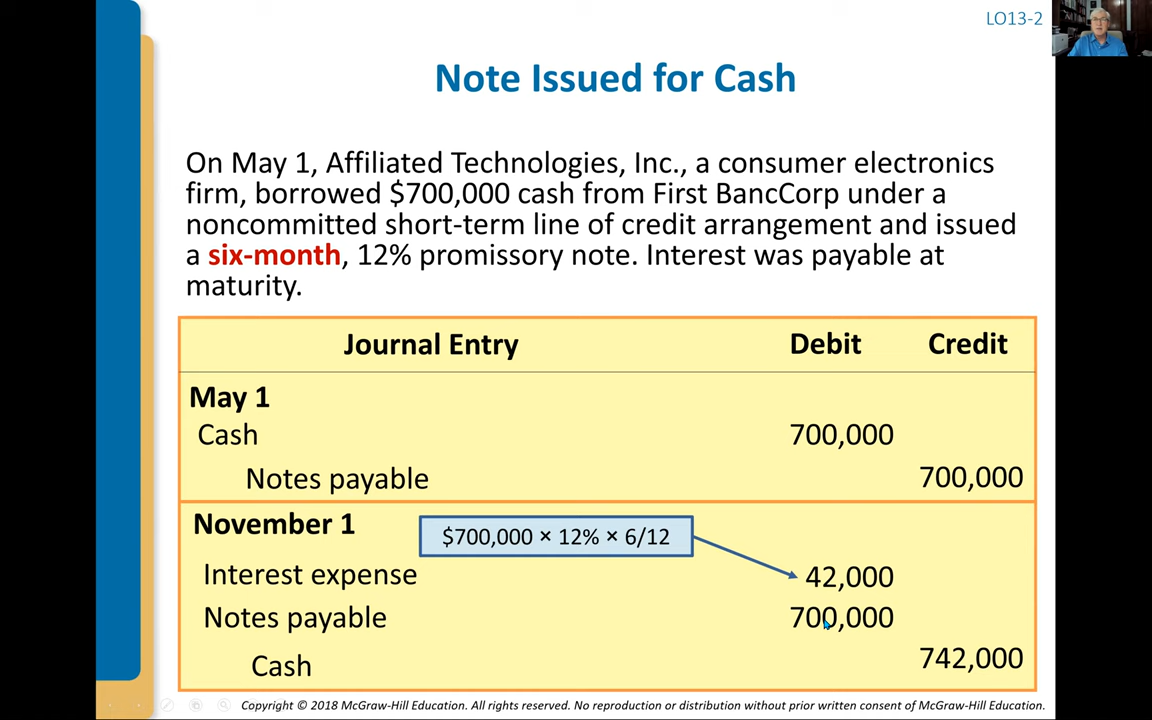 LO13-2
Note Issued for Cash
On May 1, Affiliated Technologies, Inc., a consumer electronics
firm, borrowed $700,000 cash from First BancCorp under a
noncommitted short-term line of credit arrangement and issued
a six-month, 12% promissory note. Interest was payable at
maturity.
Journal Entry Debit Credit
May 1
Cash 700,000
Notes payable 700,000
November 1
$700,000 × 12% × 6/12
Interest expense 42,000
Notes payable 700,000
Cash 742,000
Copyright © 2018 McGraw-Hill Education. All rights reserved. No reproduction or distribution without prior written consent of McGraw-Hill Education.